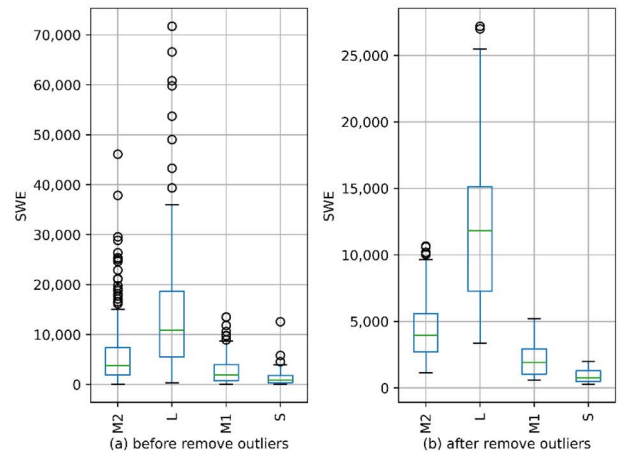 70,000
60,000
50,000
40,000
30,000
20,000
10,000
0
SWE
M2
L
M1
S
(a) before remove outliers
25,000
20,000
15,000
10,000
5,000
0
SWE
M2
L
M1
S
(b) after remove outliers